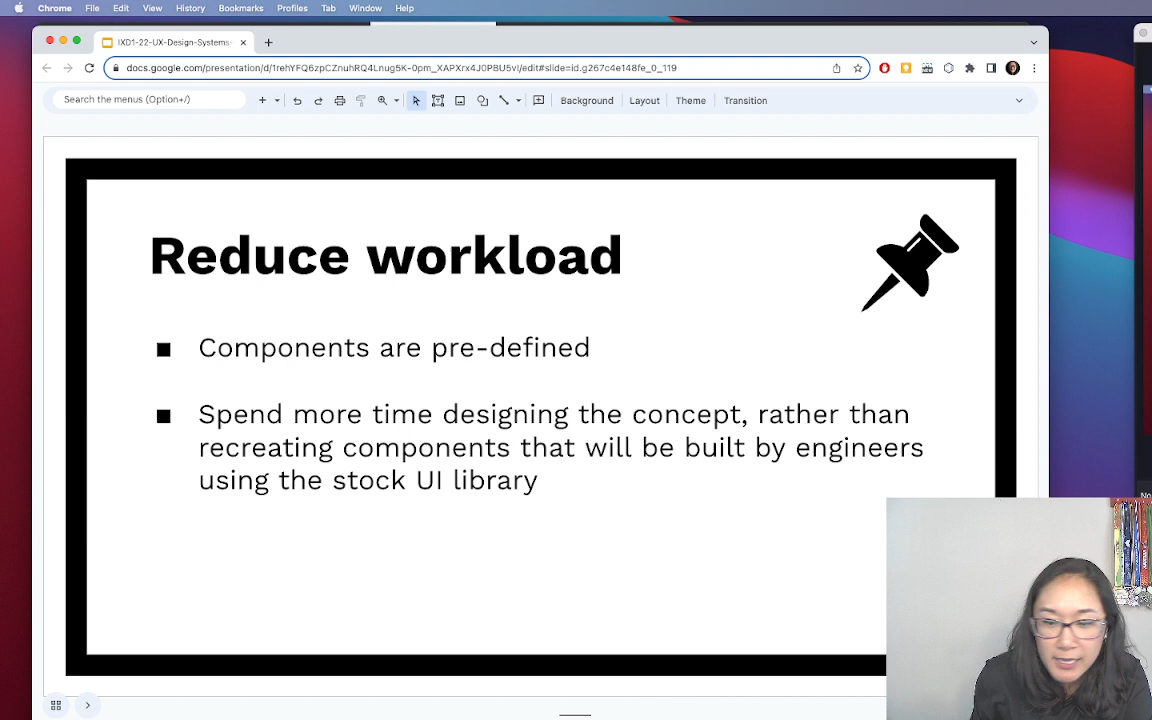 Chrome File Edit View History Bookmarks Profiles Tab Window Help
IXD1-22-UX-Design-Systems-
docs.google.com/presentation/d/1rehYFQ6zpCZnuhRQ4Lnug5K-0pm_XAPXrx4J0PBU5vI/edit#slide=id.g267c4e148fe_0_119
Search the menus (Option+/) Background Layout Theme Transition
Reduce workload
■ Components are pre-defined
■ Spend more time designing the concept, rather than
recreating components that will be built by engineers
using the stock UI library
No